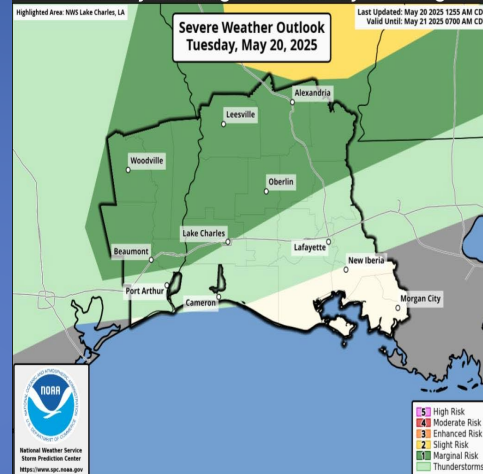 Highlighted Area: NWS Lake Charles, LA
Last Updated: May 20 2025 1255 AM CD
Valid Until: May 21 2025 0700 AM CD
Severe Weather Outlook
Tuesday, May 20, 2025
Alexandria
Leesville
Woodville
Oberlin
Lake Charles
Lafayette
Beaumont
New Iberia
Port Arthur
Cameron
Morgan City
NOAA
National Weather Service
Storm Prediction Center
https://www.spc.noaa.gov
5 High Risk
4 Moderate Risk
3 Enhanced Risk
2 Slight Risk
1 Marginal Risk
Thunderstorms